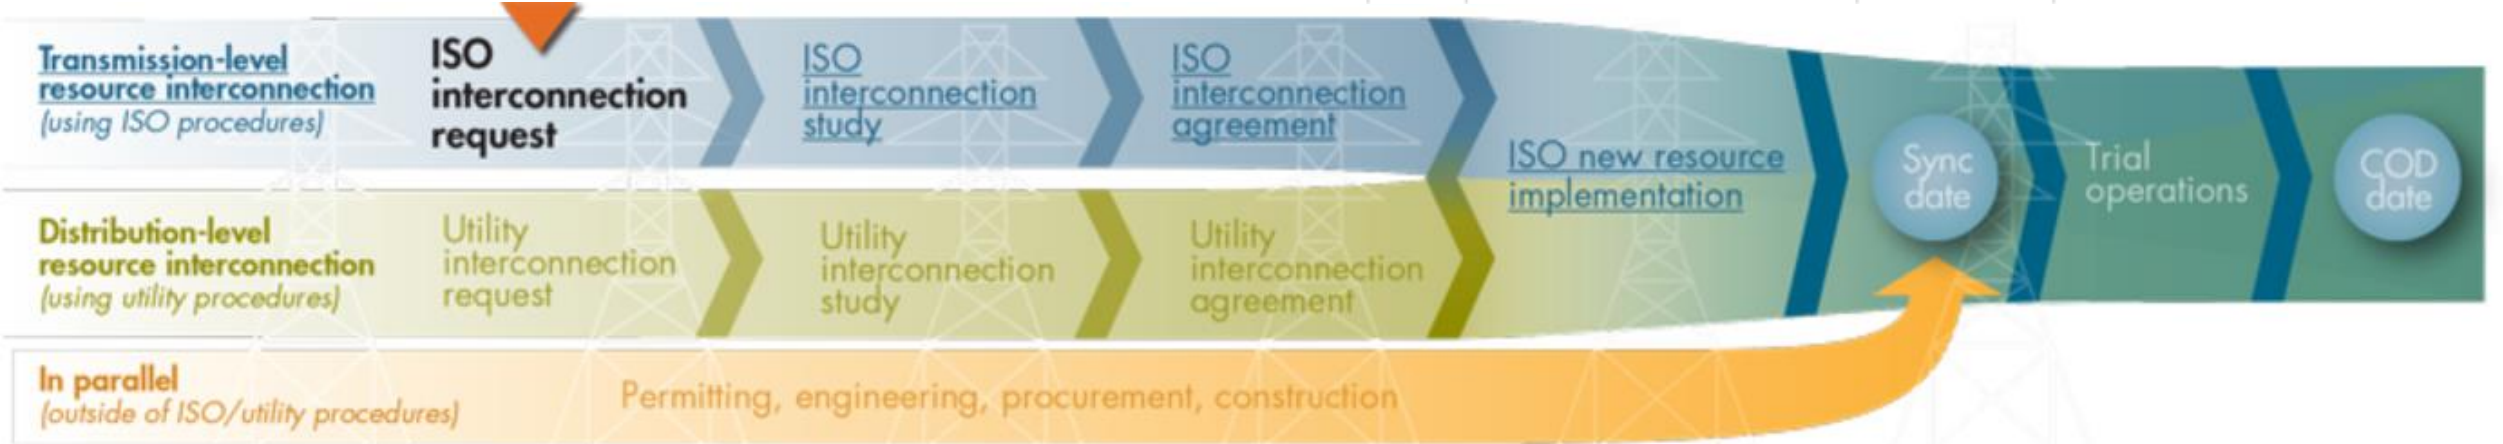 Transmission-level
resource interconnection
(using ISO procedures)
ISO
interconnection
request
ISO
interconnection
study
ISO
interconnection
agreement
ISO new resource
implementation
Sync
date
Trial
operations
COD
date
Distribution-level
resource interconnection
(using utility procedures)
Utility
interconnection
request
Utility
interconnection
study
Utility
interconnection
agreement
In parallel
(outside of ISO/utility procedures)
Permitting, engineering, procurement, construction